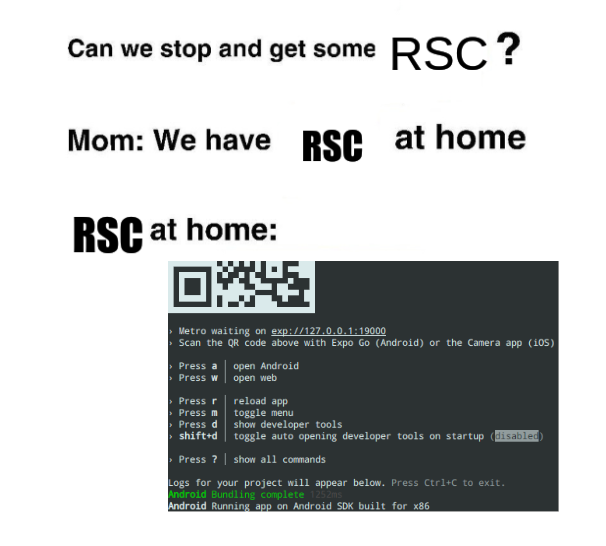 Can we stop and get some RSC?
Mom: We have RSC at home
RSC at home:
› Metro waiting on exp://127.0.0.1:19000
› Scan the QR code above with Expo Go (Android) or the Camera app (iOS)
› Press a │ open Android
› Press w │ open web
› Press r │ reload app
› Press m │ toggle menu
› Press d │ show developer tools
› shift+d │ toggle auto opening developer tools on startup (disabled)
› Press ? │ show all commands
Logs for your project will appear below. Press Ctrl+C to exit.
Android Bundling complete 1252ms
Android Running app on Android SDK built for x86